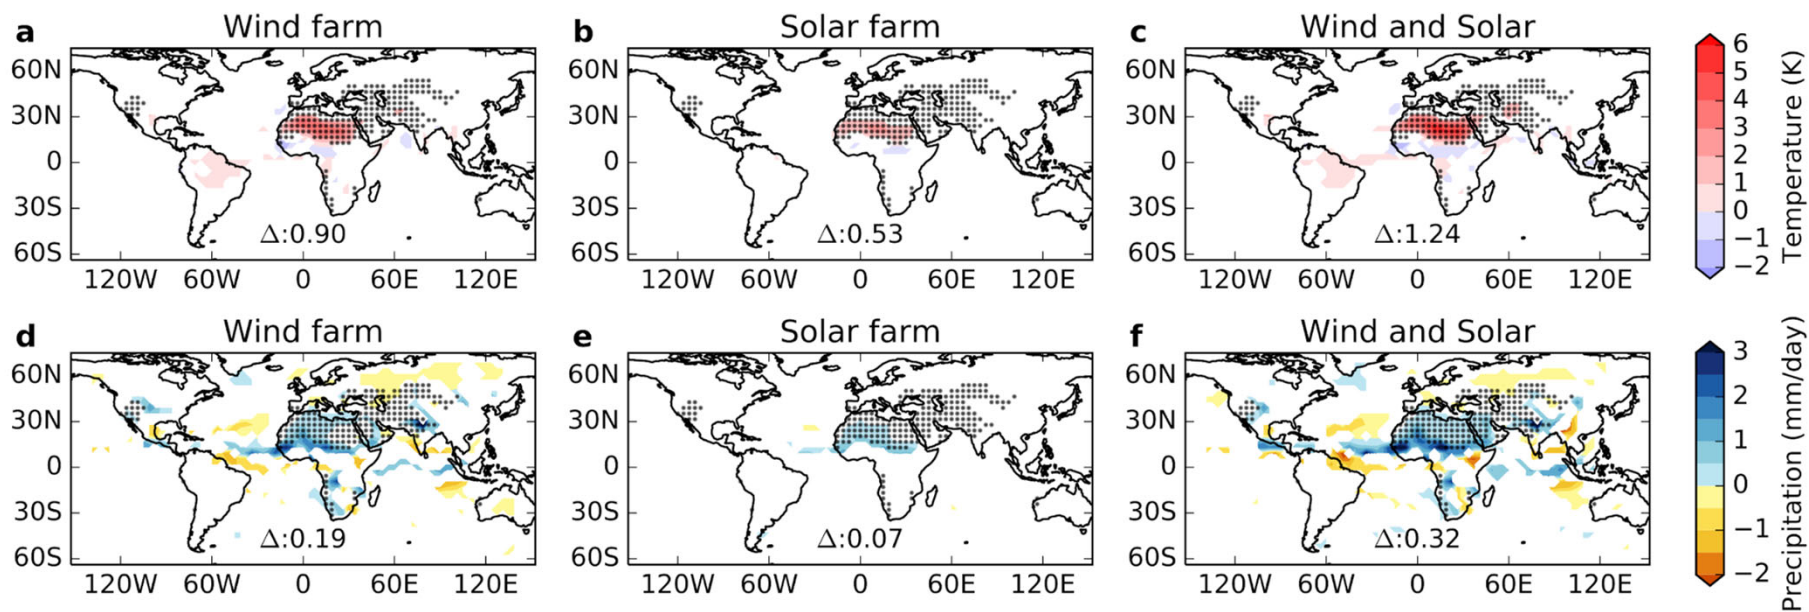 a Wind farm
60N
30N
0
30S
60S
Δ:0.90
120W 60W 0 60E 120E
b Solar farm
60N
30N
0
30S
60S
Δ:0.53
120W 60W 0 60E 120E
c Wind and Solar
60N
30N
0
30S
60S
Δ:1.24
120W 60W 0 60E 120E
6
5
4
3
2
1
0
−1
−2
Temperature (K)
d Wind farm
60N
30N
0
30S
60S
Δ:0.19
120W 60W 0 60E 120E
e Solar farm
60N
30N
0
30S
60S
Δ:0.07
120W 60W 0 60E 120E
f Wind and Solar
60N
30N
0
30S
60S
Δ:0.32
120W 60W 0 60E 120E
3
2
1
0
−1
−2
Precipitation (mm/day)